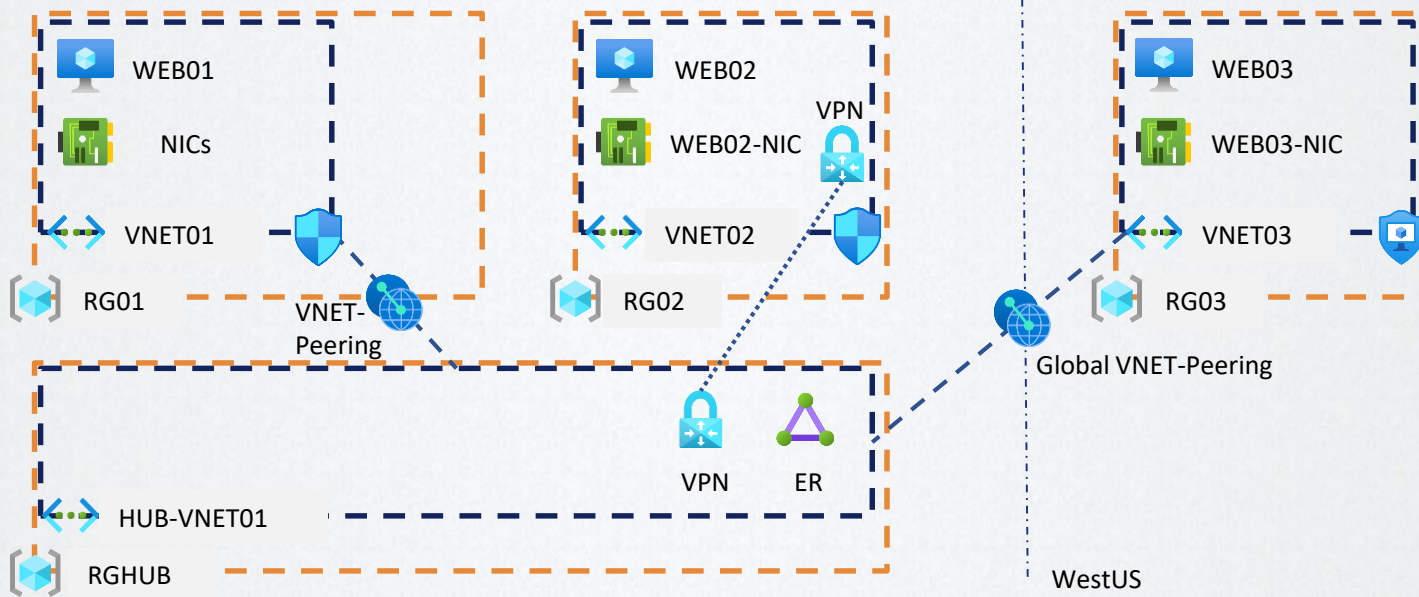 WEB01
NICs
VNET01
RG01
VNET-
Peering
WEB02
VPN
WEB02-NIC
VNET02
RG02
WEB03
WEB03-NIC
VNET03
RG03
Global VNET-Peering
VPN
ER
HUB-VNET01
RGHUB
WestUS